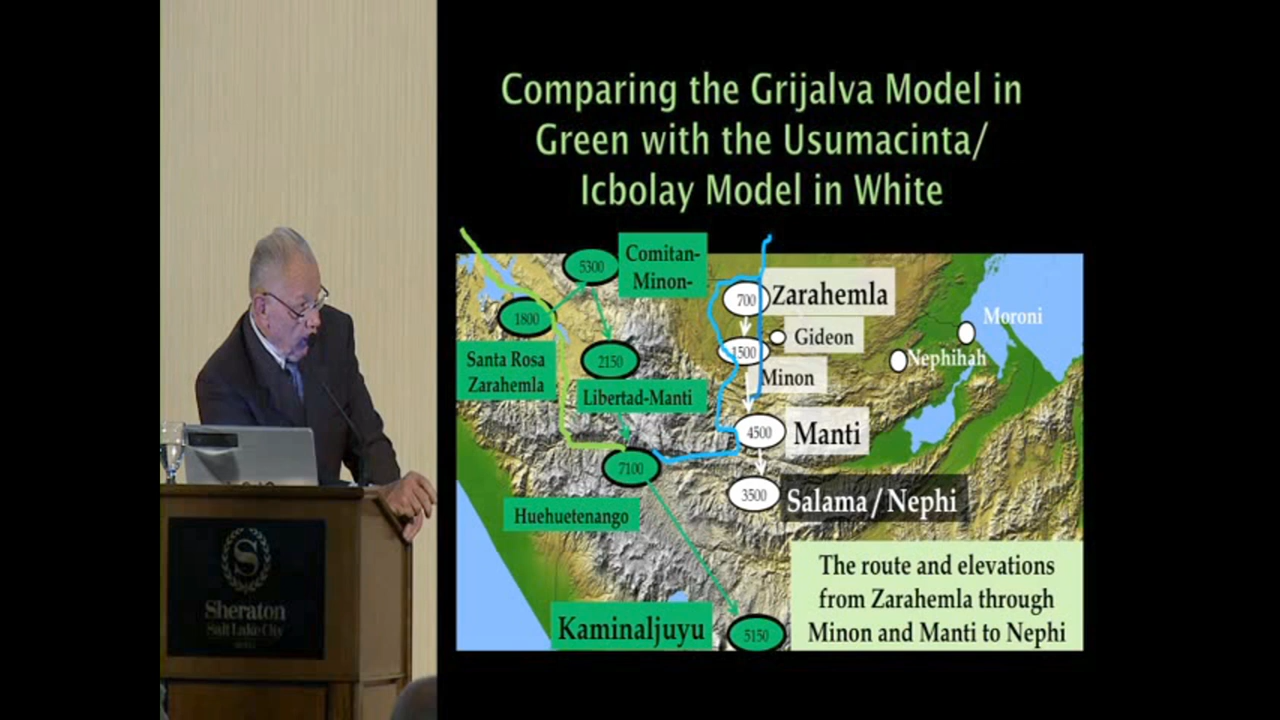 Comparing the Grijalva Model in
Green with the Usumacinta/
Icbolay Model in White
5300
Comitan-
Minon-
1800
Santa Rosa
Zarahemla
2150
Libertad-Manti
7100
Huehuetenango
Kaminaljuyu
5150
700
Zarahemla
Gideon
1500
Minon
4500
Manti
3500
Salama / Nephi
Moroni
Nephihah
The route and elevations
from Zarahemla through
Minon and Manti to Nephi
S
Sheraton
Salt Lake City